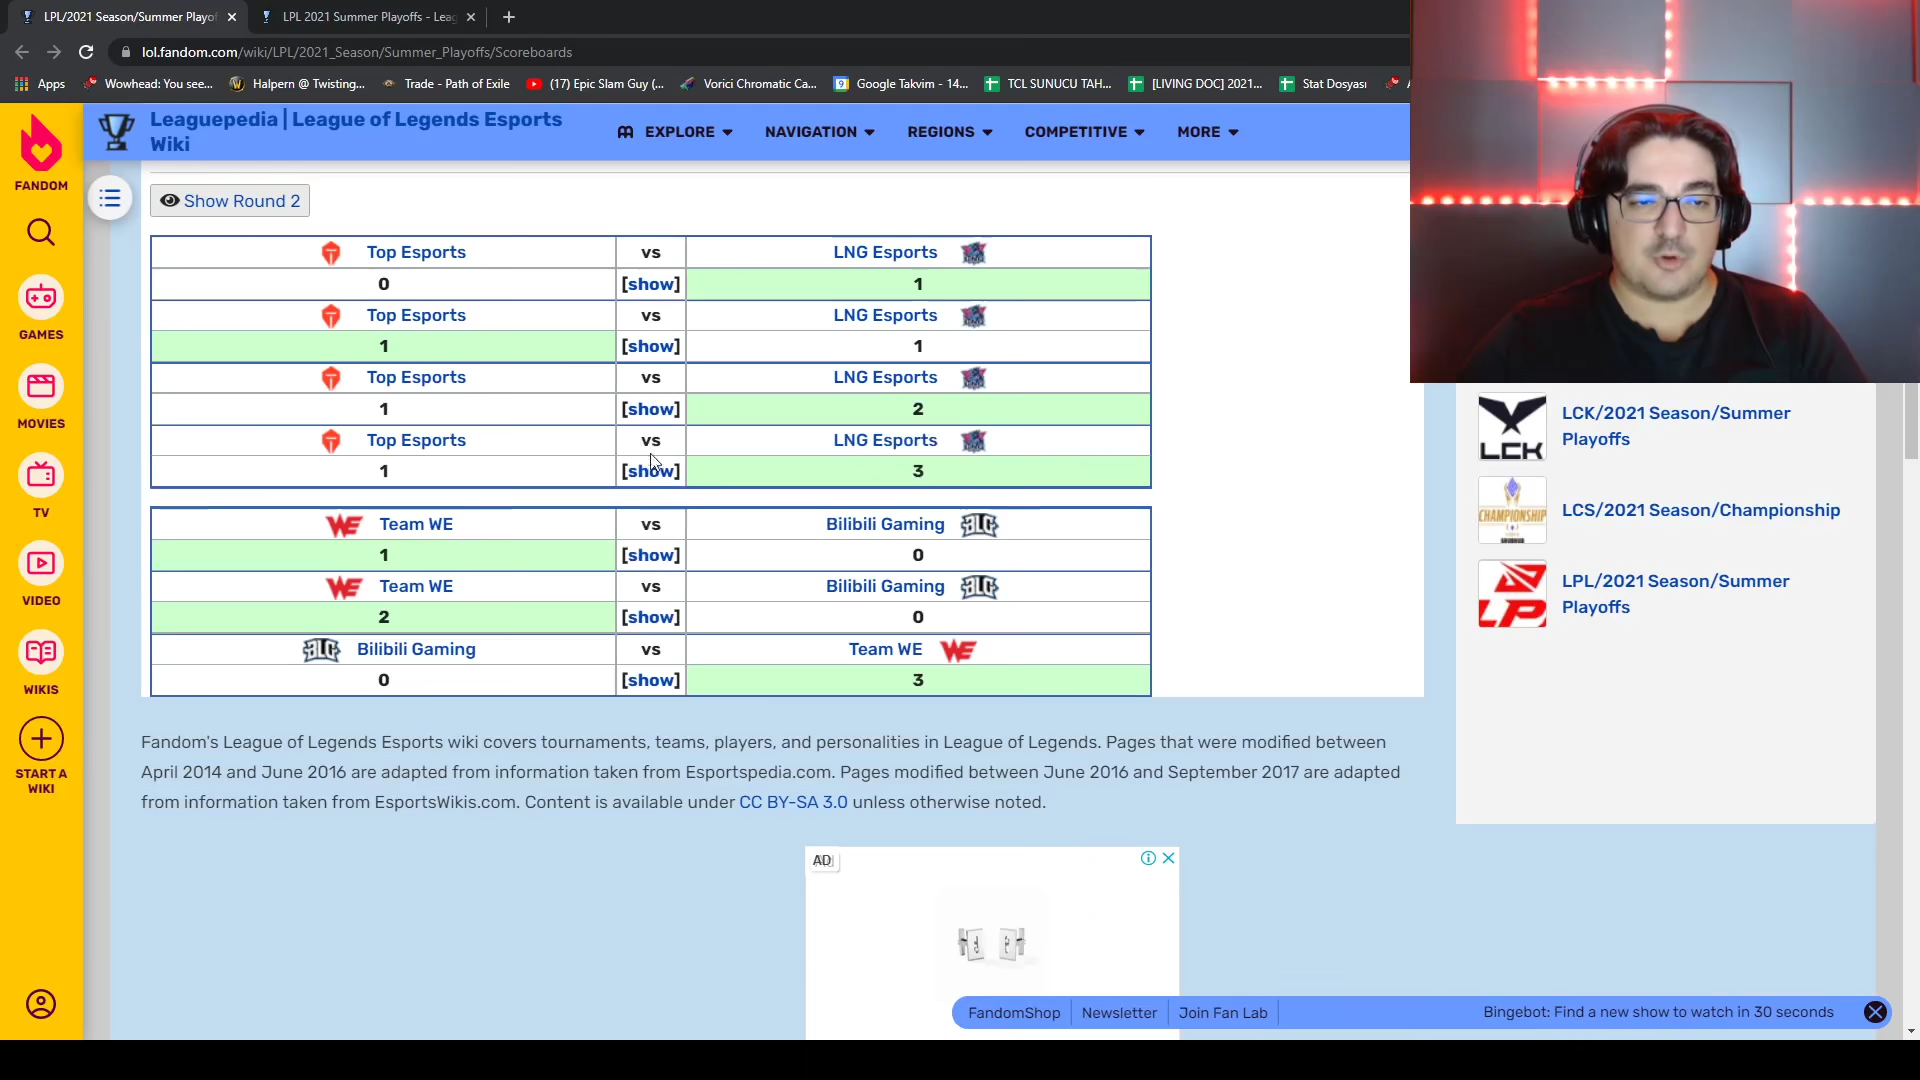 LPL/2021 Season/Summer Playof
LPL 2021 Summer Playoffs - Leag
lol.fandom.com/wiki/LPL/2021_Season/Summer_Playoffs/Scoreboards
Apps
Wowhead: You see...
Halpern @ Twisting...
Trade - Path of Exile
(17) Epic Slam Guy (...
Vorici Chromatic Ca...
Google Takvim - 14...
TCL SUNUCU TAH...
[LIVING DOC] 2021...
Stat Dosyası
Leaguepedia | League of Legends Esports
Wiki
EXPLORE
NAVIGATION
REGIONS
COMPETITIVE
MORE
FANDOM
GAMES
MOVIES
TV
VIDEO
WIKIS
START A
WIKI
Show Round 2
Top Esports vs LNG Esports
0 [show] 1
Top Esports vs LNG Esports
1 [show] 1
Top Esports vs LNG Esports
1 [show] 2
Top Esports vs LNG Esports
1 [show] 3
WE Team WE vs Bilibili Gaming BLG
1 [show] 0
WE Team WE vs Bilibili Gaming BLG
2 [show] 0
BLG Bilibili Gaming vs Team WE WE
0 [show] 3
LCK
LCK/2021 Season/Summer
Playoffs
CHAMPIONSHIP
LCS/2021 Season/Championship
LPL/2021 Season/Summer
Playoffs
Fandom's League of Legends Esports wiki covers tournaments, teams, players, and personalities in League of Legends. Pages that were modified between
April 2014 and June 2016 are adapted from information taken from Esportspedia.com. Pages modified between June 2016 and September 2017 are adapted
from information taken from EsportsWikis.com. Content is available under CC BY-SA 3.0 unless otherwise noted.
AD
FandomShop
Newsletter
Join Fan Lab
Bingebot: Find a new show to watch in 30 seconds